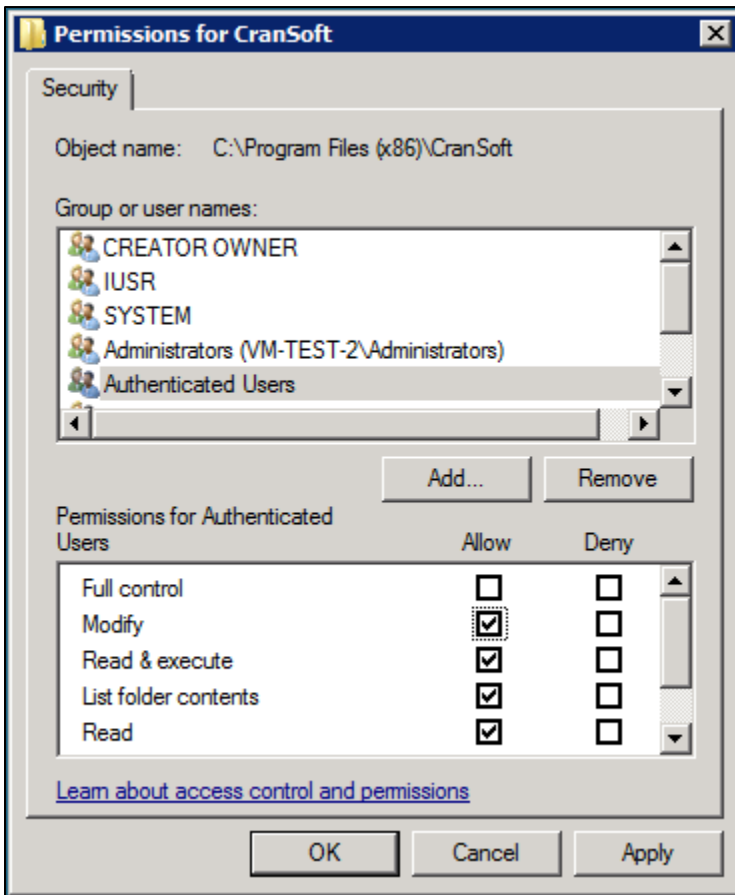 Permissions for CranSoft
Security
Object name: C:\Program Files (x86)\CranSoft
Group or user names:
CREATOR OWNER
IUSR
SYSTEM
Administrators (VM-TEST-2\Administrators)
Authenticated Users
Add... Remove
Permissions for Authenticated
Users Allow Deny
Full control
Modify
Read & execute
List folder contents
Read
Learn about access control and permissions
OK Cancel Apply